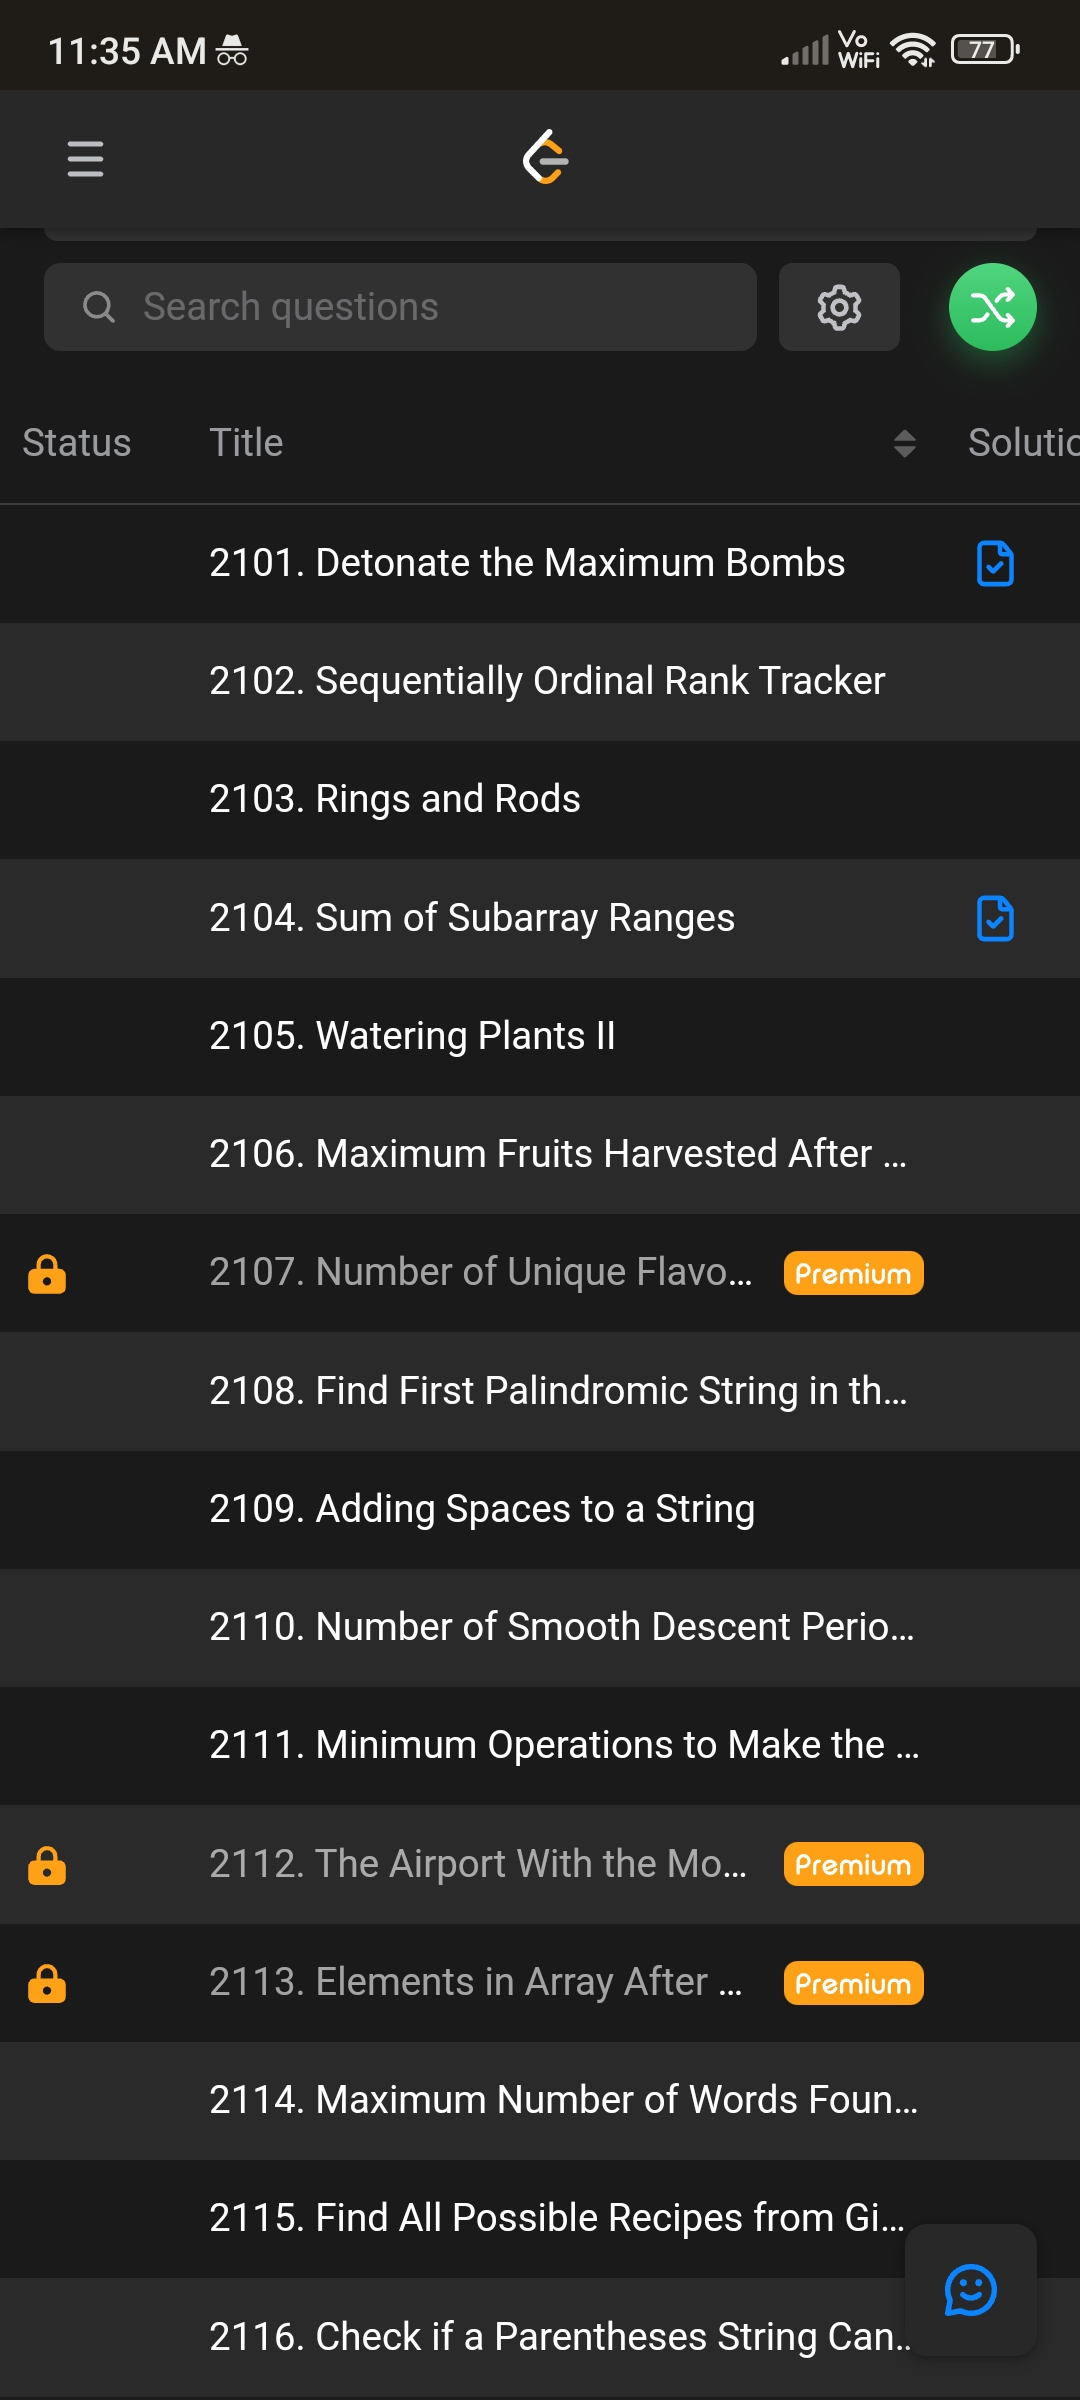 11:35 AM
Vo
WiFi
77
Search questions
Status Title Solutic
2101. Detonate the Maximum Bombs
2102. Sequentially Ordinal Rank Tracker
2103. Rings and Rods
2104. Sum of Subarray Ranges
2105. Watering Plants II
2106. Maximum Fruits Harvested After ...
2107. Number of Unique Flavo... Premium
2108. Find First Palindromic String in th...
2109. Adding Spaces to a String
2110. Number of Smooth Descent Perio...
2111. Minimum Operations to Make the ...
2112. The Airport With the Mo... Premium
2113. Elements in Array After ... Premium
2114. Maximum Number of Words Foun...
2115. Find All Possible Recipes from Gi...
2116. Check if a Parentheses String Can...